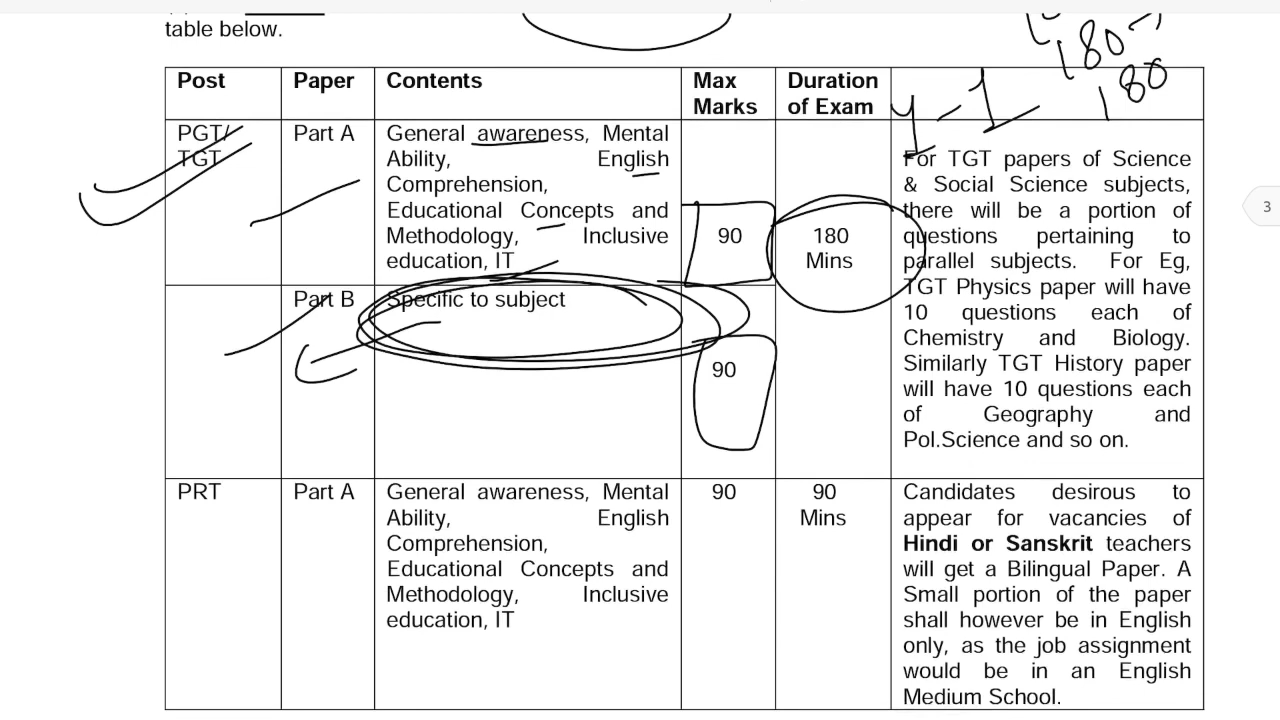 table below.
180
180
Post Paper Contents Max Marks Duration of Exam
PGT/
TGT
Part A
General awareness, Mental
Ability, English
Comprehension,
Educational Concepts and
Methodology, Inclusive
education, IT
90
180
Mins
For TGT papers of Science
& Social Science subjects,
there will be a portion of
questions pertaining to
parallel subjects. For Eg,
TGT Physics paper will have
10 questions each of
Chemistry and Biology.
Similarly TGT History paper
will have 10 questions each
of Geography and
Pol.Science and so on.
Part B
Specific to subject
90
PRT
Part A
General awareness, Mental
Ability, English
Comprehension,
Educational Concepts and
Methodology, Inclusive
education, IT
90
90
Mins
Candidates desirous to
appear for vacancies of
Hindi or Sanskrit teachers
will get a Bilingual Paper. A
Small portion of the paper
shall however be in English
only, as the job assignment
would be in an English
Medium School.
3